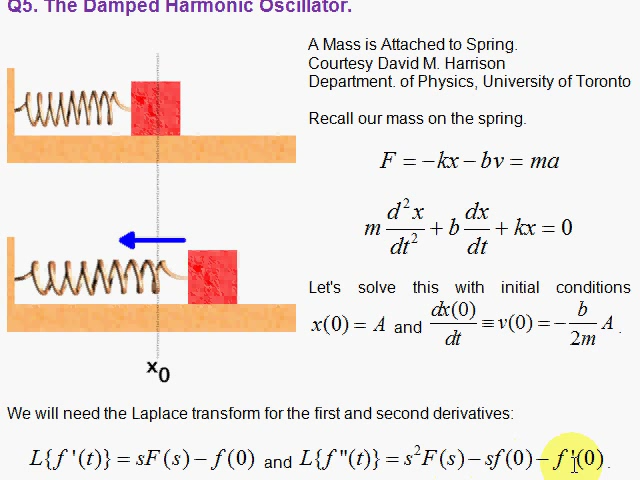 Q5. The Damped Harmonic Oscillator.
A Mass is Attached to Spring.
Courtesy David M. Harrison
Department. of Physics, University of Toronto
Recall our mass on the spring.
F = −kx − bv = ma
m d²x/dt² + b dx/dt + kx = 0
Let's solve this with initial conditions
x(0) = A and dx(0)/dt ≡ v(0) = − b/2m A .
x₀
We will need the Laplace transform for the first and second derivatives:
L{f '(t)} = sF(s) − f(0) and L{f "(t)} = s²F(s) − sf(0) − f '(0) .